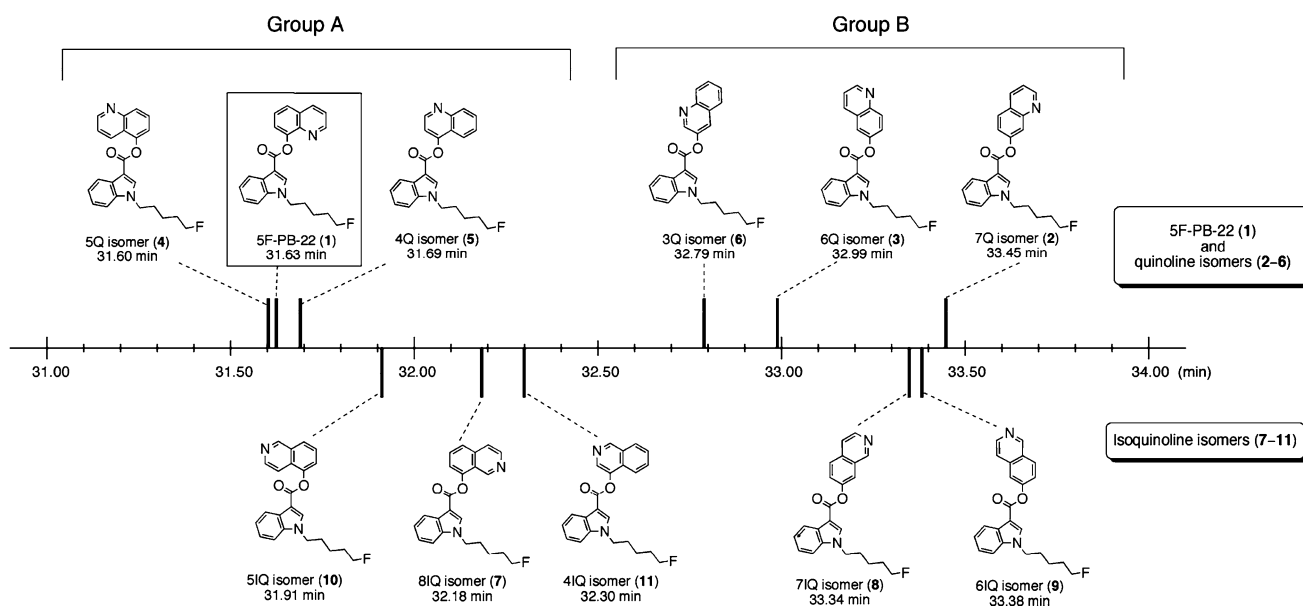 Group A
Group B
N
O
O
N
F
5Q isomer (4)
31.60 min
N
O
O
N
F
5F-PB-22 (1)
31.63 min
N
O
O
N
F
4Q isomer (5)
31.69 min
N
O
O
N
F
3Q isomer (6)
32.79 min
N
O
O
N
F
6Q isomer (3)
32.99 min
N
O
O
N
F
7Q isomer (2)
33.45 min
5F-PB-22 (1)
and
quinoline isomers (2–6)
31.00 31.50 32.00 32.50 33.00 33.50 34.00 (min)
Isoquinoline isomers (7–11)
N
O
O
N
F
5IQ isomer (10)
31.91 min
N
O
O
N
F
8IQ isomer (7)
32.18 min
N
O
O
N
F
4IQ isomer (11)
32.30 min
N
O
O
N
F
7IQ isomer (8)
33.34 min
N
O
O
N
F
6IQ isomer (9)
33.38 min